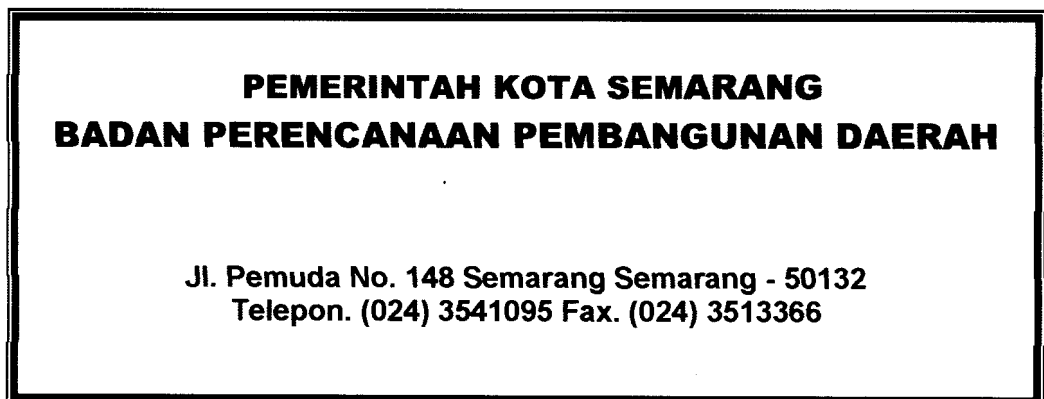 PEMERINTAH KOTA SEMARANG
BADAN PERENCANAAN PEMBANGUNAN DAERAH
Jl. Pemuda No. 148 Semarang Semarang - 50132
Telepon. (024) 3541095 Fax. (024) 3513366